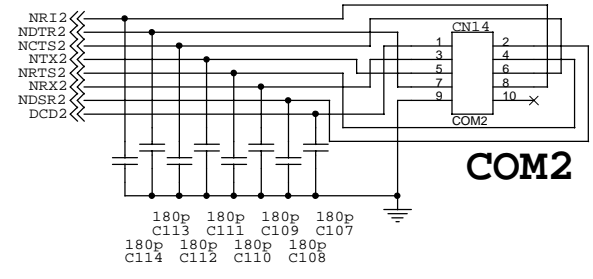 NRI2
NDTR2
NCTS2
NTX2
NRTS2
NRX2
NDSR2
DCD2
CN14
1 2
3 4
5 6
7 8
9 10
COM2
COM2
180p 180p 180p 180p
C113 C111 C109 C107
180p 180p 180p 180p
C114 C112 C110 C108